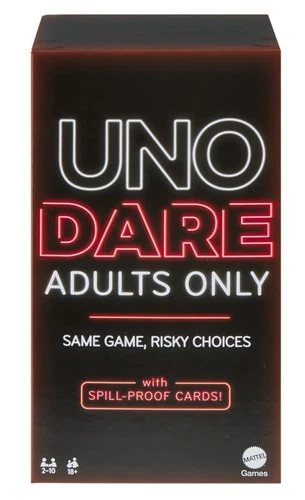 UNO
DARE
ADULTS ONLY
SAME GAME, RISKY CHOICES
with
SPILL-PROOF CARDS!
2-10 18+
MATTEL
Games